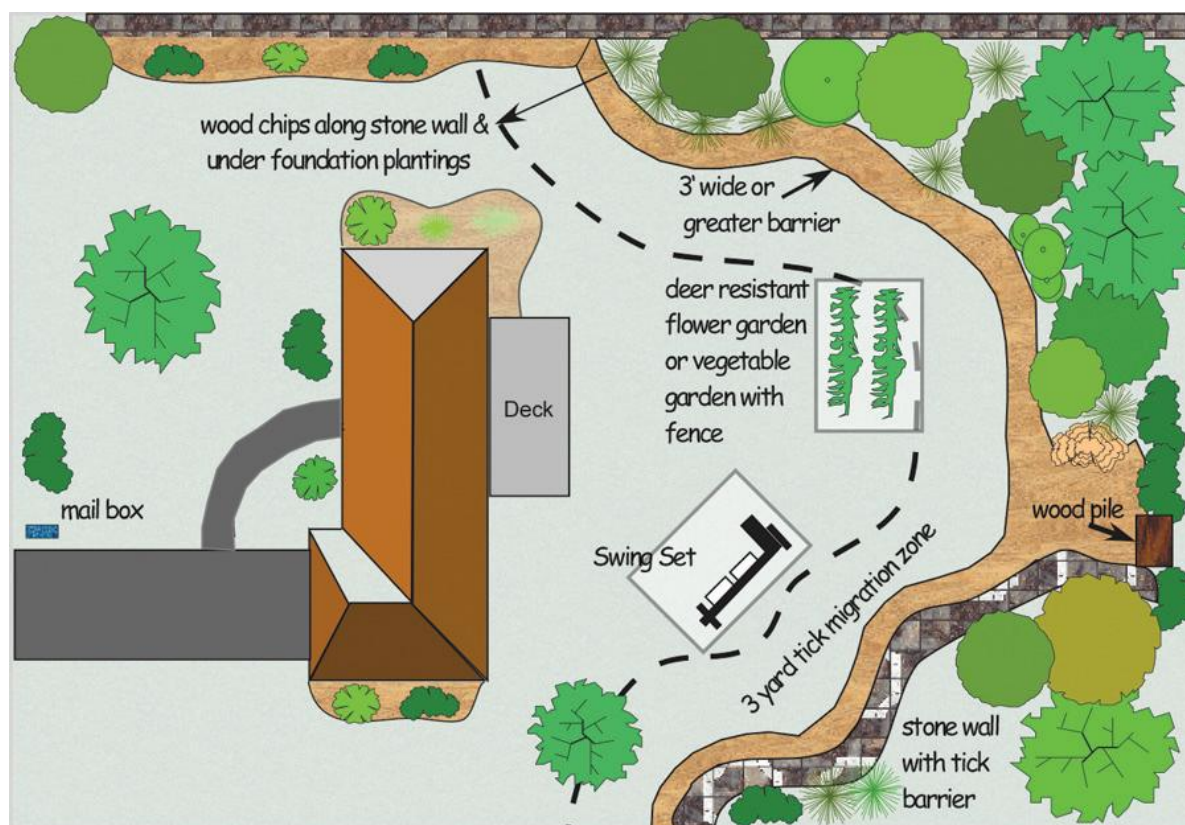 wood chips along stone wall &
under foundation plantings
3' wide or
greater barrier
deer resistant
flower garden
or vegetable
garden with
fence
Deck
mail box
wood pile
Swing Set
3 yard tick migration zone
stone wall
with tick
barrier